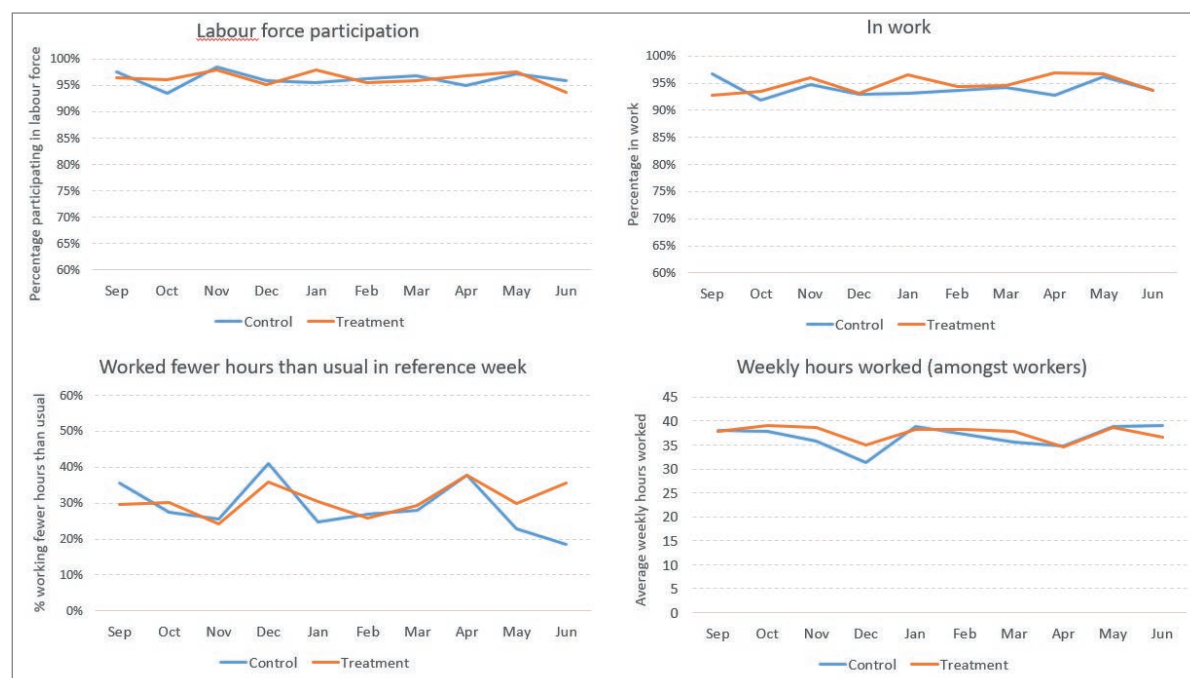 Labour force participation
Percentage participating in labour force
100%
95%
90%
85%
80%
75%
70%
65%
60%
Sep Oct Nov Dec Jan Feb Mar Apr May Jun
Control Treatment
In work
Percentage in work
100%
95%
90%
85%
80%
75%
70%
65%
60%
Sep Oct Nov Dec Jan Feb Mar Apr May Jun
Control Treatment
Worked fewer hours than usual in reference week
% working fewer hours than usual
60%
50%
40%
30%
20%
10%
0%
Sep Oct Nov Dec Jan Feb Mar Apr May Jun
Control Treatment
Weekly hours worked (amongst workers)
Average weekly hours worked
45
40
35
30
25
20
15
10
5
0
Sep Oct Nov Dec Jan Feb Mar Apr May Jun
Control Treatment